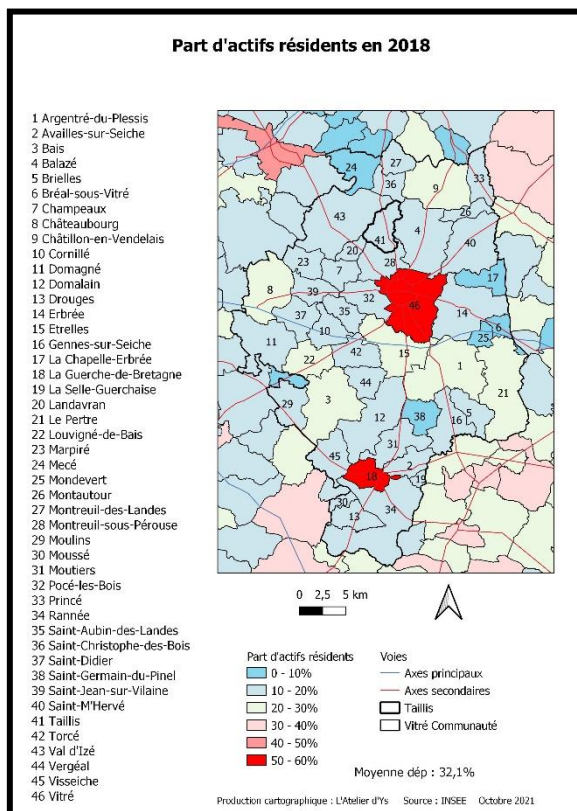 Part d'actifs résidents en 2018
1 Argentré-du-Plessis
2 Availles-sur-Seiche
3 Bais
4 Balazé
5 Brielles
6 Bréal-sous-Vitré
7 Champeaux
8 Châteaubourg
9 Châtillon-en-Vendelais
10 Cornillé
11 Domagné
12 Domalain
13 Drouges
14 Erbrée
15 Etrelles
16 Gennes-sur-Seiche
17 La Chapelle-Erbrée
18 La Guerche-de-Bretagne
19 La Selle-Guerchaise
20 Landavran
21 Le Pertre
22 Louvigné-de-Bais
23 Marpiré
24 Mecé
25 Mondevert
26 Montautour
27 Montreuil-des-Landes
28 Montreuil-sous-Pérouse
29 Moulins
30 Moussé
31 Moutiers
32 Pocé-les-Bois
33 Princé
34 Rannée
35 Saint-Aubin-des-Landes
36 Saint-Christophe-des-Bois
37 Saint-Didier
38 Saint-Germain-du-Pinel
39 Saint-Jean-sur-Vilaine
40 Saint-M'Hervé
41 Taillis
42 Torcé
43 Val d'Izé
44 Vergéal
45 Visseiche
46 Vitré
27
24
36
9
33
43
26
41
4
40
20
23
7
28
17
8
39
32
46
37
35
14
10
6
11
25
42
22
15
1
44
21
3
29
38
12
5
16
31
45
2
18
19
30
34
13
0 2,5 5 km
Part d'actifs résidents
0 - 10%
10 - 20%
20 - 30%
30 - 40%
40 - 50%
50 - 60%
Voies
Axes principaux
Axes secondaires
Taillis
Vitré Communauté
Moyenne dép : 32,1%
Production cartographique : L'Atelier d'Ys Source : INSEE Octobre 2021